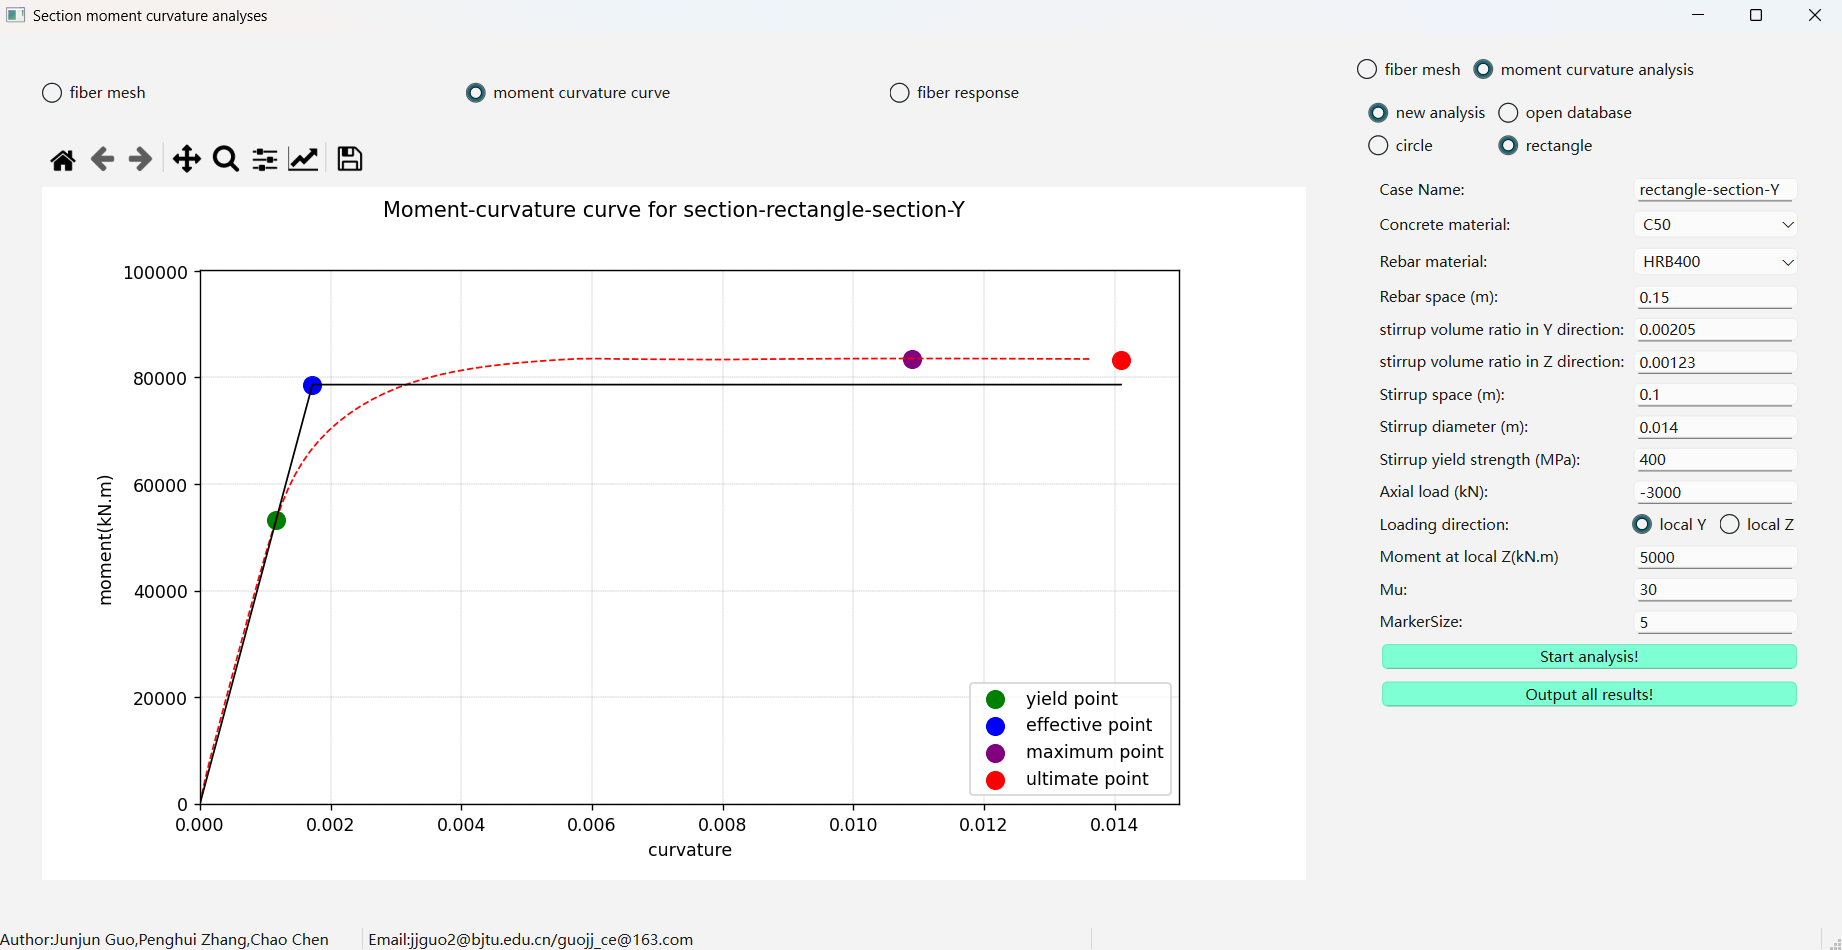 Section moment curvature analyses
fiber mesh
moment curvature curve
fiber response
Moment-curvature curve for section-rectangle-section-Y
100000
80000
60000
40000
20000
0
moment(kN.m)
0.000
0.002
0.004
0.006
0.008
0.010
0.012
0.014
curvature
yield point
effective point
maximum point
ultimate point
fiber mesh moment curvature analysis
new analysis open database
circle rectangle
Case Name: rectangle-section-Y
Concrete material: C50
Rebar material: HRB400
Rebar space (m): 0.15
stirrup volume ratio in Y direction: 0.00205
stirrup volume ratio in Z direction: 0.00123
Stirrup space (m): 0.1
Stirrup diameter (m): 0.014
Stirrup yield strength (MPa): 400
Axial load (kN): -3000
Loading direction: local Y local Z
Moment at local Z(kN.m) 5000
Mu: 30
MarkerSize: 5
Start analysis!
Output all results!
Author:Junjun Guo,Penghui Zhang,Chao Chen
Email:jjguo2@bjtu.edu.cn/guojj_ce@163.com